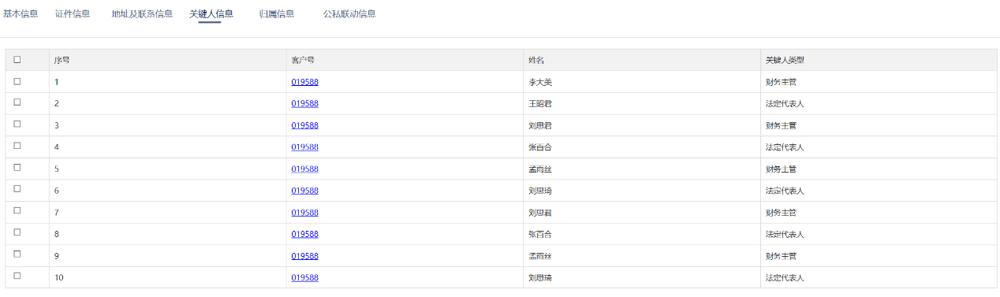 基本信息 证件信息 地址及联系信息 关键人信息 归属信息 公私联动信息
序号 客户号 姓名 关键人类型
1 019588 李大美 财务主管
2 019588 王昭君 法定代表人
3 019588 刘思君 财务主管
4 019588 张百合 法定代表人
5 019588 孟雨丝 财务主管
6 019588 刘思琦 法定代表人
7 019588 刘思君 财务主管
8 019588 张百合 法定代表人
9 019588 孟雨丝 财务主管
10 019588 刘思琦 法定代表人